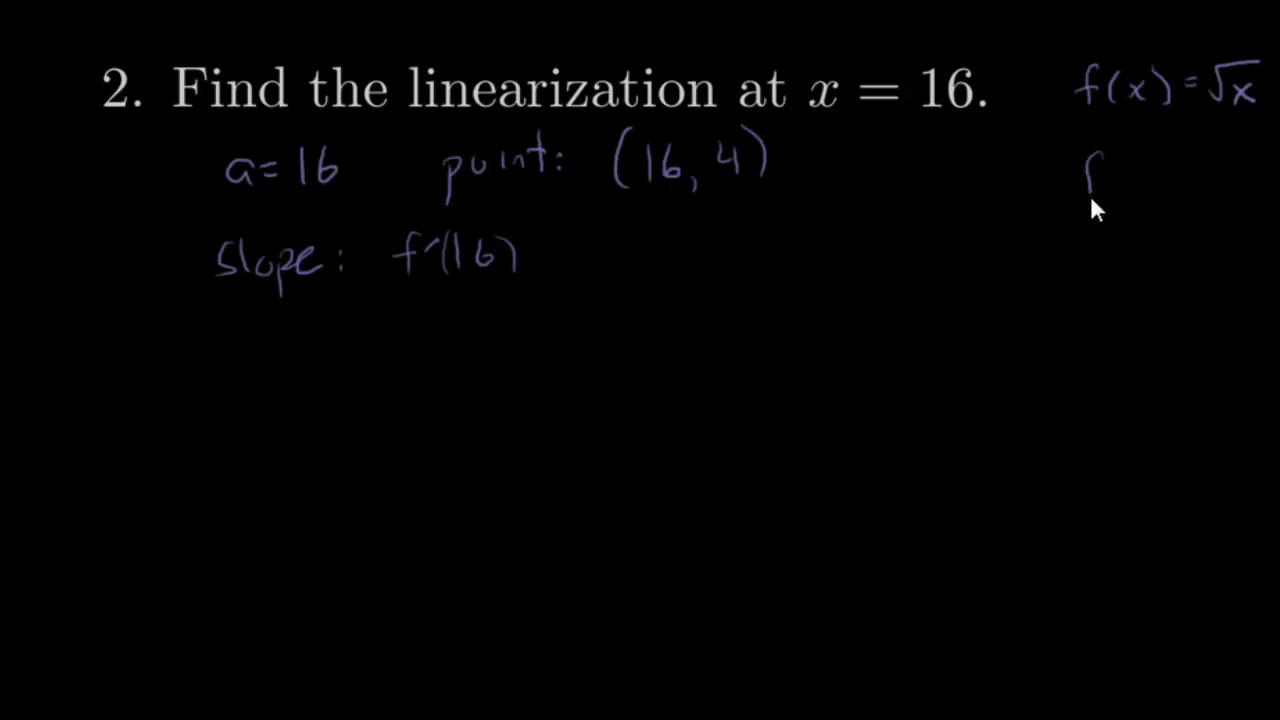 2. Find the linearization at x = 16. f(x) = √x
a = 16 point: (16, 4) f
slope: f'(16)